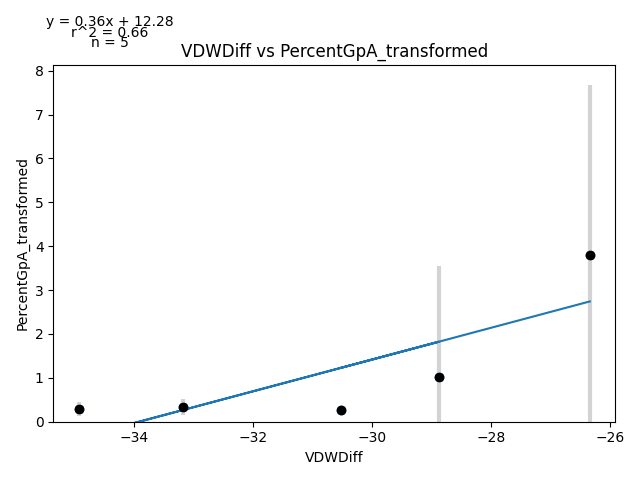 y = 0.36x + 12.28
r^2 = 0.66
n = 5
VDWDiff vs PercentGpA_transformed
8
7
6
5
4
3
2
1
0
PercentGpA_transformed
−34
−32
−30
−28
−26
VDWDiff